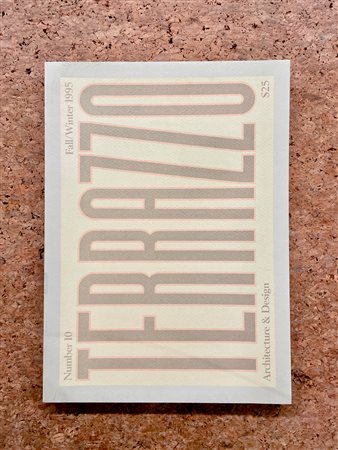 Number 10
Fall/Winter 1995
TERRAZZO
Architecture & Design
$25